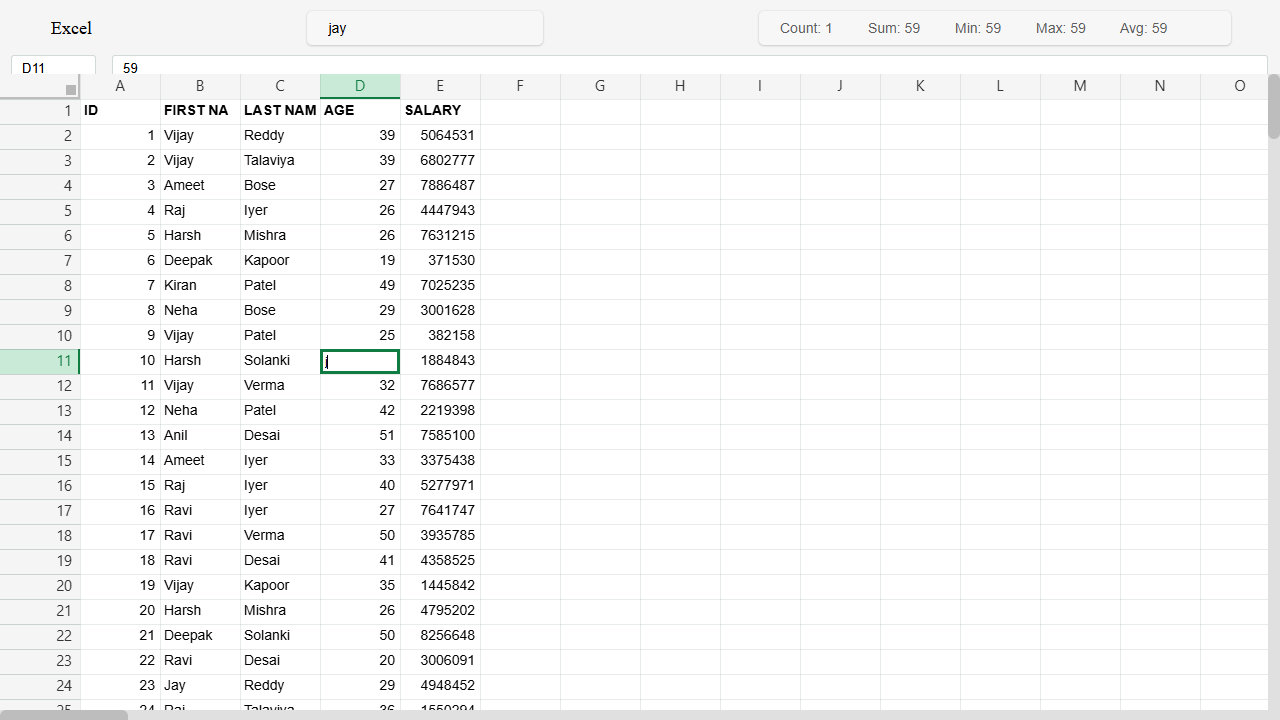 Excel jay Count: 1 Sum: 59 Min: 59 Max: 59 Avg: 59
D11 59
A B C D E F G H I J K L M N O
1 ID FIRST NA LAST NAM AGE SALARY
2 1 Vijay Reddy 39 5064531
3 2 Vijay Talaviya 39 6802777
4 3 Ameet Bose 27 7886487
5 4 Raj Iyer 26 4447943
6 5 Harsh Mishra 26 7631215
7 6 Deepak Kapoor 19 371530
8 7 Kiran Patel 49 7025235
9 8 Neha Bose 29 3001628
10 9 Vijay Patel 25 382158
11 10 Harsh Solanki j 1884843
12 11 Vijay Verma 32 7686577
13 12 Neha Patel 42 2219398
14 13 Anil Desai 51 7585100
15 14 Ameet Iyer 33 3375438
16 15 Raj Iyer 40 5277971
17 16 Ravi Iyer 27 7641747
18 17 Ravi Verma 50 3935785
19 18 Ravi Desai 41 4358525
20 19 Vijay Kapoor 35 1445842
21 20 Harsh Mishra 26 4795202
22 21 Deepak Solanki 50 8256648
23 22 Ravi Desai 20 3006091
24 23 Jay Reddy 29 4948452
25 24 Raj Talaviya 36 1550294